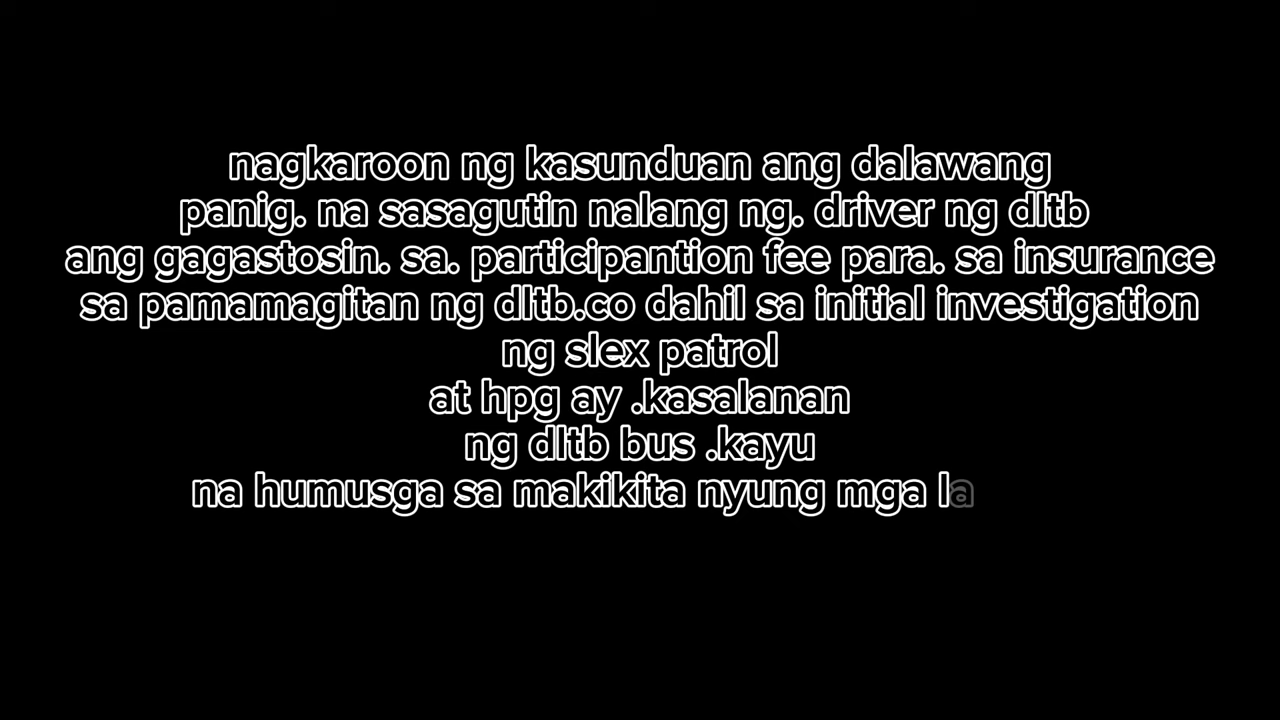 nagkaroon ng kasunduan ang dalawang
panig. na sasagutin nalang ng. driver ng dltb
ang gagastosin. sa. participantion fee para. sa insurance
sa pamamagitan ng dltb.co dahil sa initial investigation
ng slex patrol
at hpg ay .kasalanan
ng dltb bus .kayu
na humusga sa makikita nyung mga la